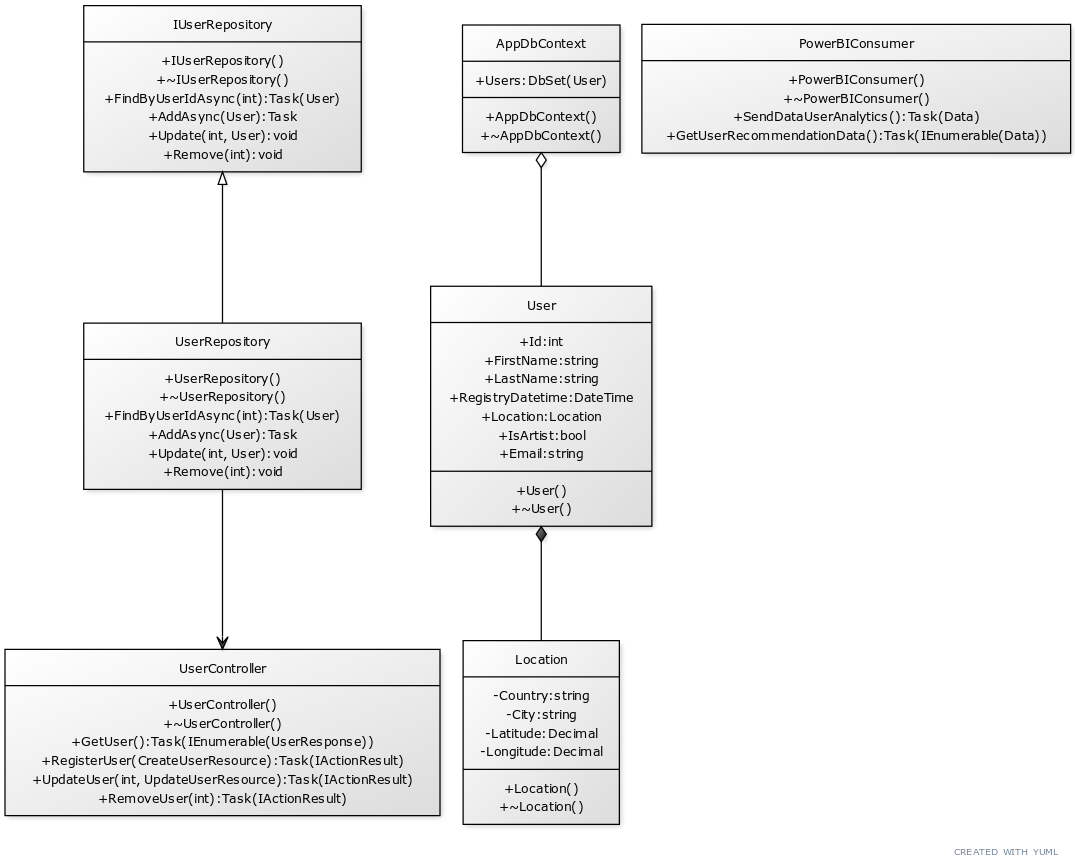 IUserRepository
+IUserRepository()
+~IUserRepository()
+FindByUserIdAsync(int):Task(User)
+AddAsync(User):Task
+Update(int, User):void
+Remove(int):void
AppDbContext
+Users:DbSet(User)
+AppDbContext()
+~AppDbContext()
PowerBIConsumer
+PowerBIConsumer()
+~PowerBIConsumer()
+SendDataUserAnalytics():Task(Data)
+GetUserRecommendationData():Task(IEnumerable(Data))
UserRepository
+UserRepository()
+~UserRepository()
+FindByUserIdAsync(int):Task(User)
+AddAsync(User):Task
+Update(int, User):void
+Remove(int):void
User
+Id:int
+FirstName:string
+LastName:string
+RegistryDatetime:DateTime
+Location:Location
+IsArtist:bool
+Email:string
+User()
+~User()
UserController
+UserController()
+~UserController()
+GetUser():Task(IEnumerable(UserResponse))
+RegisterUser(CreateUserResource):Task(IActionResult)
+UpdateUser(int, UpdateUserResource):Task(IActionResult)
+RemoveUser(int):Task(IActionResult)
Location
-Country:string
-City:string
-Latitude:Decimal
-Longitude:Decimal
+Location()
+~Location()
CREATED WITH YUML